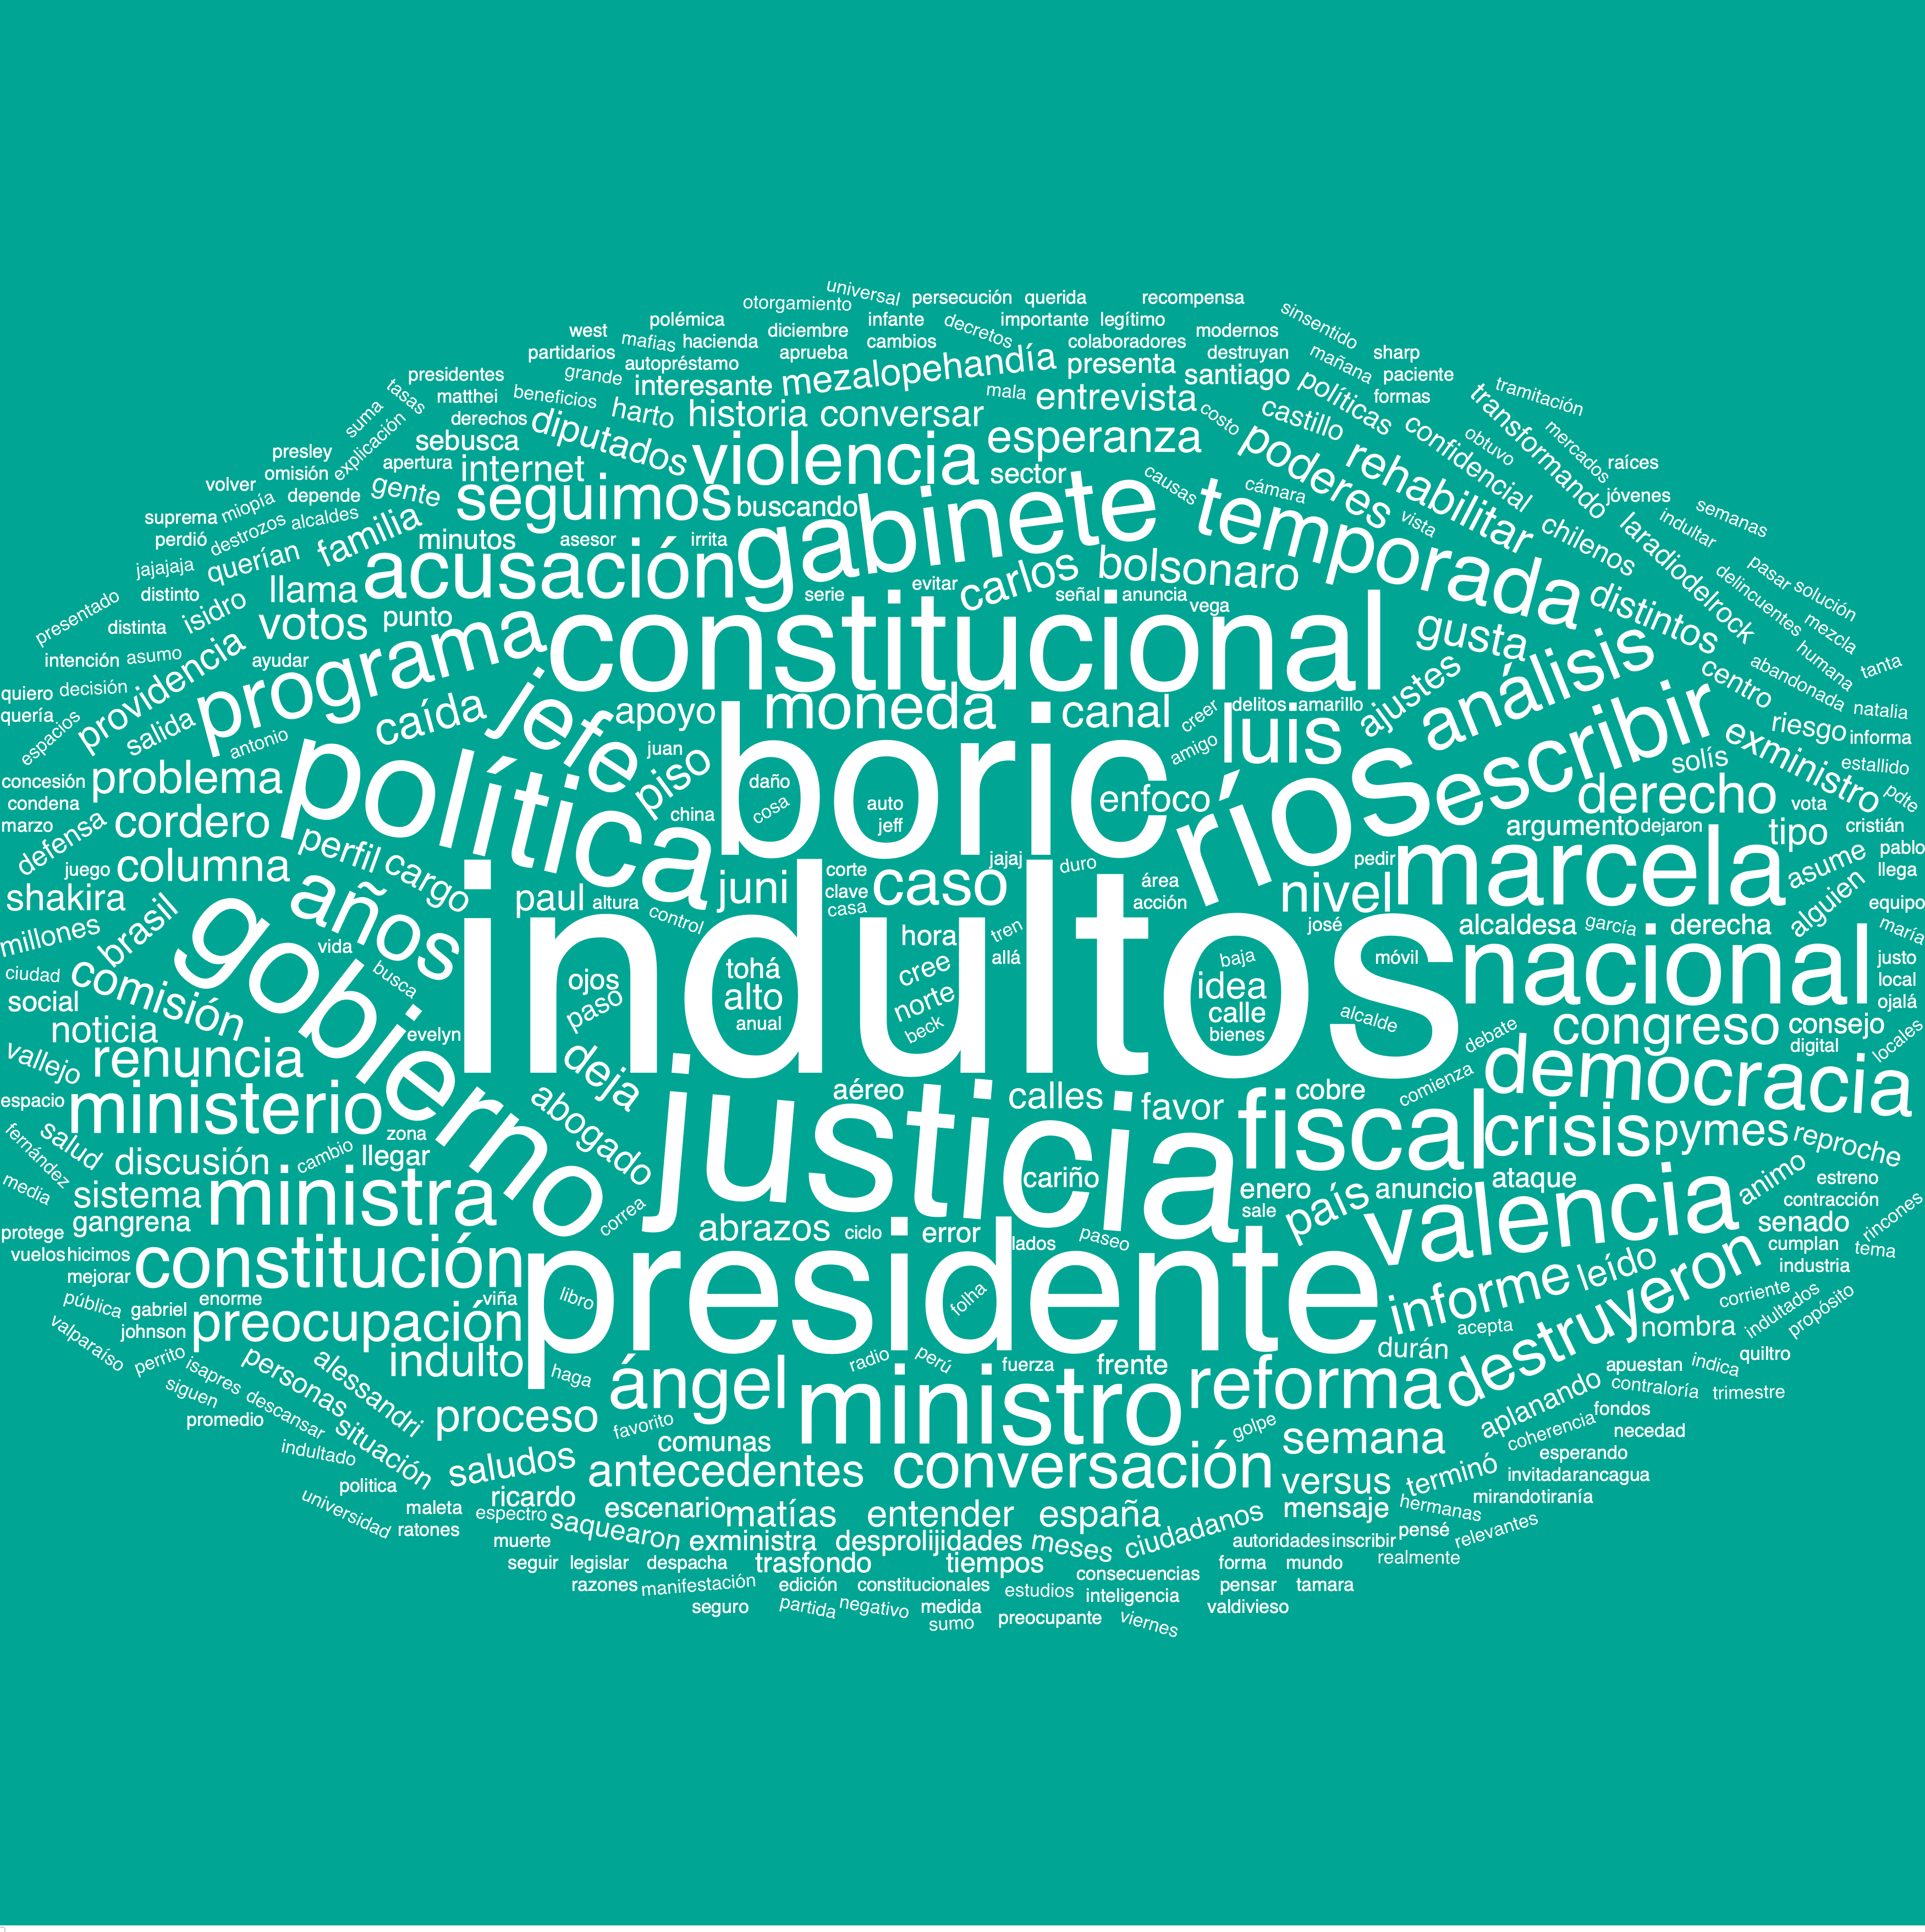 universal
otorgamiento
persecución
querida
recompensa
sinsentido
polémica
diciembre
infante
decretos
importante
legítimo
modernos
west
mafias
hacienda
aprueba
cambios
colaboradores
destruyan
mañana
sharp
partidarios
autopréstamo
mezalopehandía
presenta
santiago
políticas
paciente
presidentes
grande
interesante
mala
entrevista
formas
tramitación
tasas
matthei
beneficios
harto
historia
conversar
costo
castillo
confidencial
transformando
mercados
suma
derechos
diputados
explicación
sebusca
violencia
esperanza
poderes
rehabilitar
obtuvo
raíces
presley
omisión
apertura
internet
sector
causas
cámara
jóvenes
volver
miopía
depende
gente
seguimos
buscando
gabinete
temporada
vista
chilenos
laradiodelrock
indultar
semanas
suprema
destrozos
alcaldes
familia
minutos
asesor
irrita
perdió
jajajaja
querían
llama
acusación
carlos
bolsonaro
distintos
delincuentes
pasar
solución
presentado
distinto
isidro
votos
punto
serie
evitar
señal
anuncia
vega
gusta
mezcla
distinta
intención
asumo
providencia
ayudar
programa
constitucional
análisis
centro
abandonada
humana
tanta
quiero
decisión
quería
espacios
salida
antonio
caída
jefe
apoyo
moneda
canal
creer
delitos
amarillo
luis
ajustes
escribir
riesgo
natalia
informa
concesión
problema
política
piso
juan
daño
boric
amigo
ríos
solís
exministro
estallido
pdte
condena
marzo
defensa
cordero
perfil
china
cosa
auto
jeff
enfoco
derecho
vota
argumento
dejaron
tipo
cristián
juego
columna
cargo
años
juni
corte
clave
casa
caso
jajaj
duro
pedir
marcela
asume
pablo
llega
shakira
paul
altura
control
área
acción
nivel
alguien
equipo
millones
brasil
gobierno
vida
busca
indultos
hora
tren
allá
josé
alcaldesa
garcía
derecha
maría
ciudad
comisión
ojos
tohá
cree
baja
móvil
nacional
justo
local
social
paso
alto
norte
idea
ojalá
noticia
evelyn
anual
beck
calle
bienes
alcalde
debate
congreso
consejo
digital
locales
vallejo
renuncia
deja
democracia
espacio
ministerio
abogado
aéreo
calles
favor
cobre
comienza
fiscal
crisis
pymes
reproche
fernández
salud
zona
discusión
cambio
llegar
justicia
media
sistema
ministra
cariño
enero
sale
país
anuncio
ataque
animo
estreno
contracción
protege
gangrena
correa
abrazos
ciclo
error
lados
paseo
valencia
senado
rincones
vuelos
hicimos
mejorar
constitución
presidente
informe
leído
cumplan
tema
industria
pública
gabriel
enorme
viña
libro
folha
destruyeron
corriente
indultados
propósito
valparaíso
johnson
preocupación
durán
acepta
nombra
perrito
isapres
personas
alessandri
indulto
haga
ángel
radio
perú
fuerza
frente
ministro
reforma
apuestan
indica
quiltro
siguen
descansar
promedio
situación
proceso
favorito
golpe
aplanando
contraloría
trimestre
fondos
indultado
comunas
semana
coherencia
necedad
esperando
politica
saludos
antecedentes
conversación
versus
terminó
invitadarancagua
universidad
maleta
ricardo
mirandotiranía
ratones
espectro
escenario
matías
entender
españa
ciudadanos
mensaje
hermanas
muerte
saquearon
exministra
desprolijidades
meses
autoridades
inscribir
pensé
relevantes
seguir
legislar
despacha
trasfondo
tiempos
consecuencias
forma
mundo
realmente
razones
manifestación
edición
constitucionales
estudios
inteligencia
pensar
tamara
seguro
partida
negativo
medida
preocupante
viernes
valdivieso
sumo